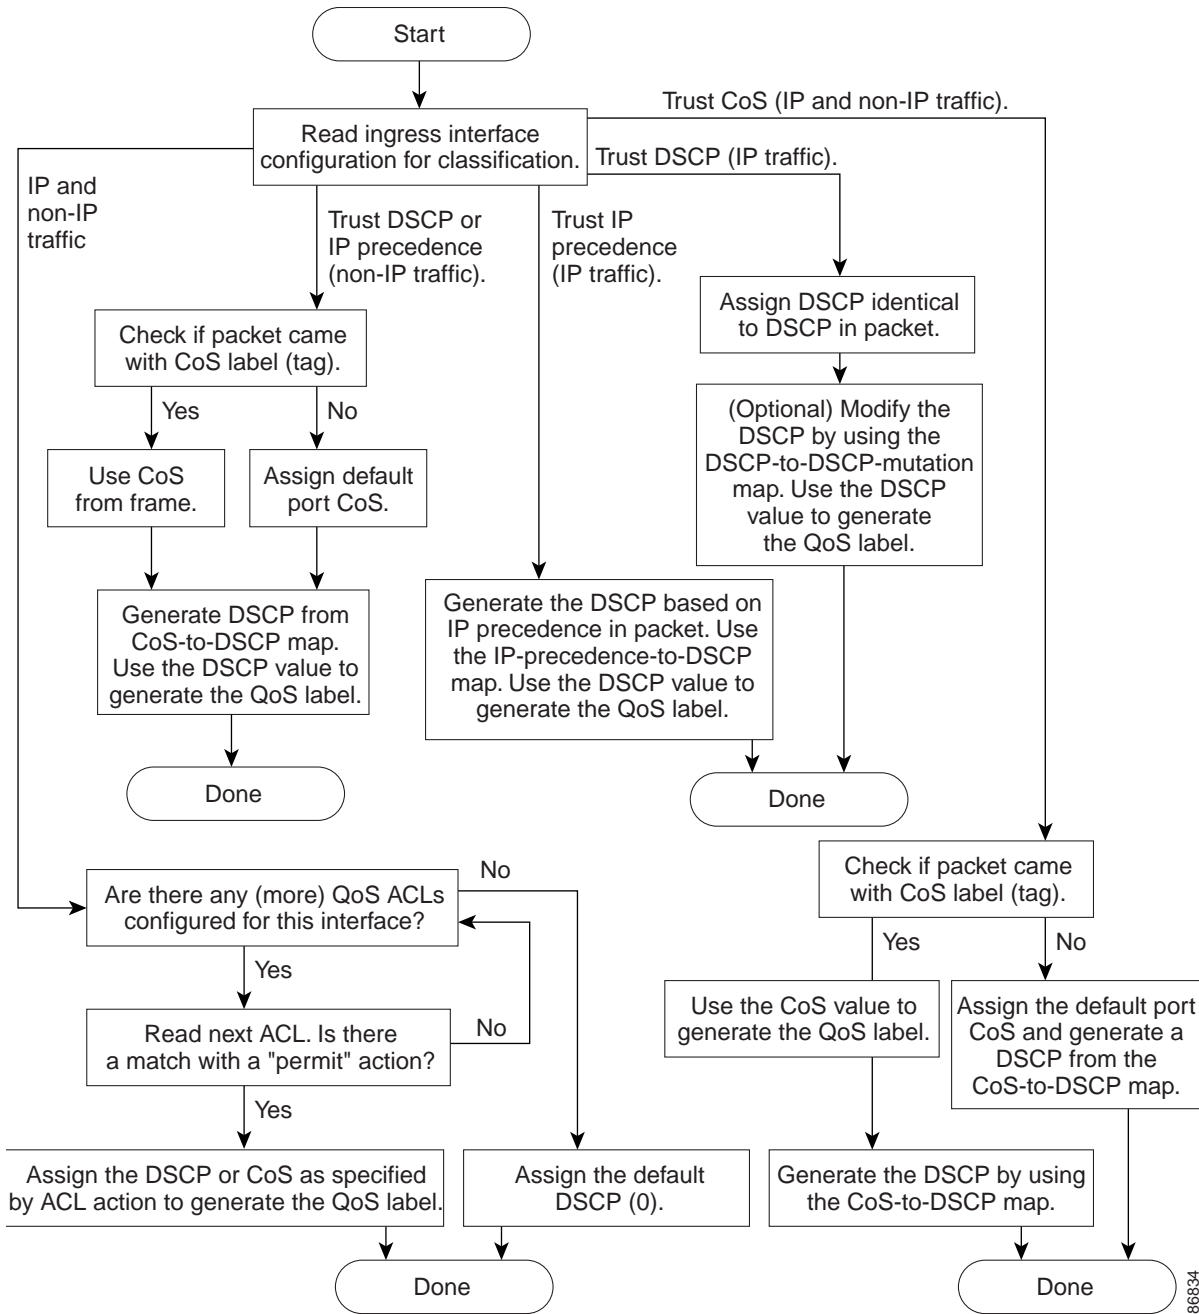 Start
Trust CoS (IP and non-IP traffic).
Read ingress interface
configuration for classification.
Trust DSCP (IP traffic).
IP and
non-IP
traffic
Trust DSCP or
IP precedence
(non-IP traffic).
Trust IP
precedence
(IP traffic).
Assign DSCP identical
to DSCP in packet.
Check if packet came
with CoS label (tag).
Yes
No
(Optional) Modify the
DSCP by using the
DSCP-to-DSCP-mutation
map. Use the DSCP
value to generate
the QoS label.
Use CoS
from frame.
Assign default
port CoS.
Generate DSCP from
CoS-to-DSCP map.
Use the DSCP value to
generate the QoS label.
Generate the DSCP based on
IP precedence in packet. Use
the IP-precedence-to-DSCP
map. Use the DSCP value to
generate the QoS label.
Done
Done
Are there any (more) QoS ACLs
configured for this interface?
No
Check if packet came
with CoS label (tag).
Yes
Yes
No
Read next ACL. Is there
a match with a "permit" action?
No
Use the CoS value to
generate the QoS label.
Assign the default port
CoS and generate a
DSCP from the
CoS-to-DSCP map.
Yes
Assign the DSCP or CoS as specified
by ACL action to generate the QoS label.
Assign the default
DSCP (0).
Generate the DSCP by using
the CoS-to-DSCP map.
Done
Done
86834